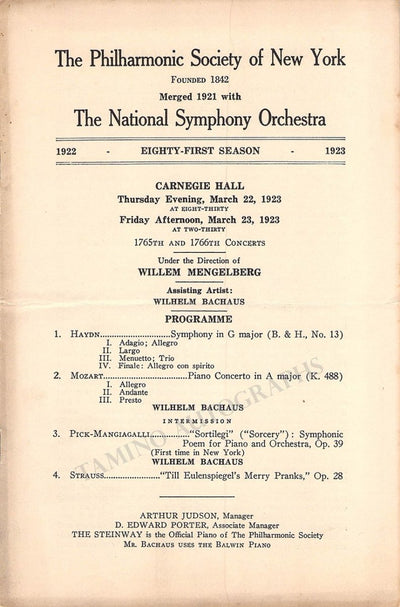 The Philharmonic Society of New York
FOUNDED 1842
Merged 1921 with
The National Symphony Orchestra
1922 - EIGHTY-FIRST SEASON - 1923
CARNEGIE HALL
Thursday Evening, March 22, 1923
AT EIGHT-THIRTY
Friday Afternoon, March 23, 1923
AT TWO-THIRTY
1765TH AND 1766TH CONCERTS
Under the Direction of
WILLEM MENGELBERG
Assisting Artist:
WILHELM BACHAUS
PROGRAMME
1. HAYDN..............................Symphony in G major (B. & H., No. 13)
I. Adagio; Allegro
II. Largo
III. Menuetto; Trio
IV. Finale: Allegro con spirito
2. MOZART..............................Piano Concerto in A major (K. 488)
I. Allegro
II. Andante
III. Presto
WILHELM BACHAUS
INTERMISSION
3. PICK-MANGIAGALLI..............."Sortilegi" ("Sorcery"): Symphonic
Poem for Piano and Orchestra, Op. 39
(First time in New York)
WILHELM BACHAUS
4. STRAUSS....................."Till Eulenspiegel's Merry Pranks," Op. 28
ARTHUR JUDSON, Manager
D. EDWARD PORTER, Associate Manager
THE STEINWAY is the Official Piano of The Philharmonic Society
MR. BACHAUS USES THE BALWIN PIANO
TAMINO AUTOGRAPHS